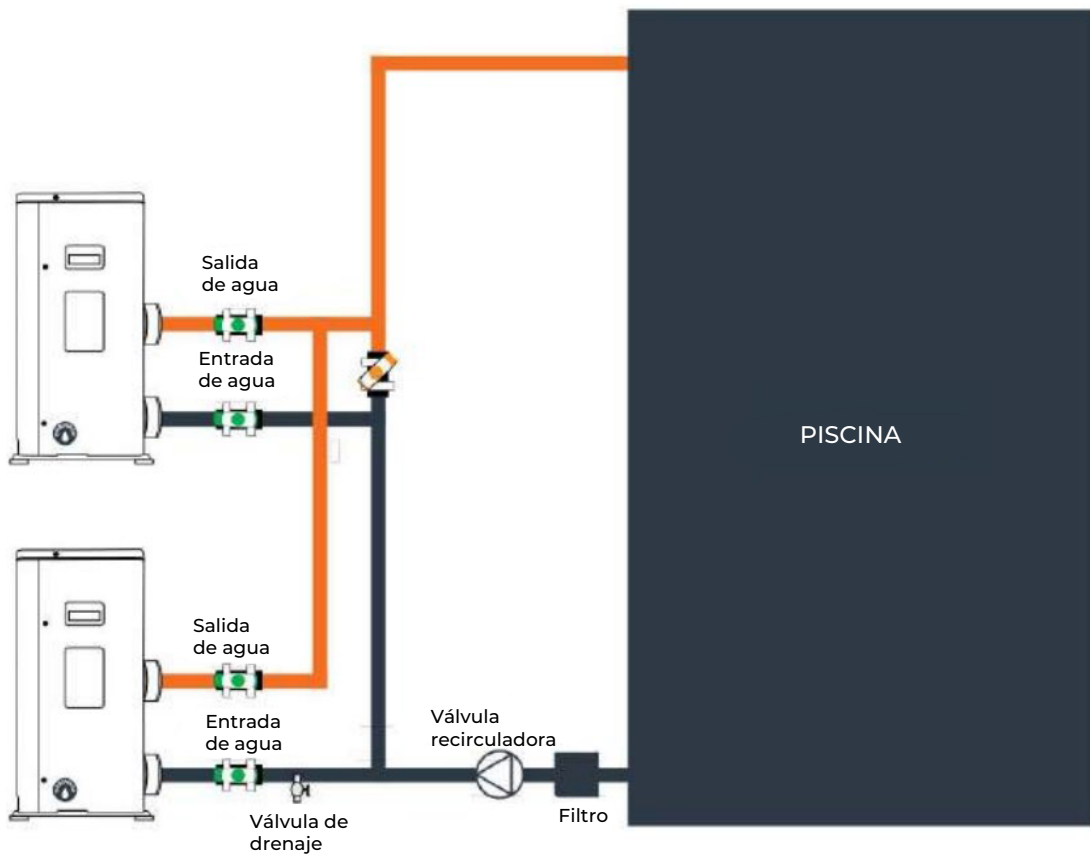 Salida
de agua
Entrada
de agua
PISCINA
Salida
de agua
Entrada
de agua
Válvula
recirculadora
Válvula de
drenaje
Filtro